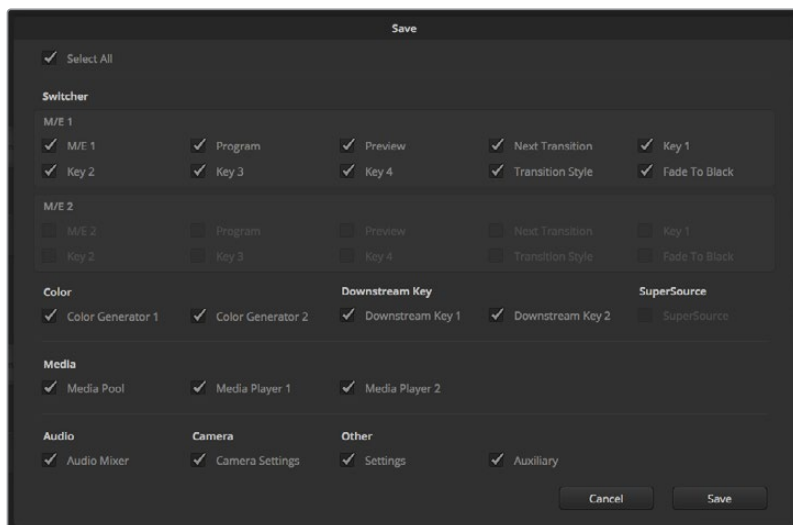 Save
Select All
Switcher
M/E 1
M/E 1 Program Preview Next Transition Key 1
Key 2 Key 3 Key 4 Transition Style Fade To Black
M/E 2
M/E 2 Program Preview Next Transition Key 1
Key 2 Key 3 Key 4 Transition Style Fade To Black
Color Downstream Key SuperSource
Color Generator 1 Color Generator 2 Downstream Key 1 Downstream Key 2 SuperSource
Media
Media Pool Media Player 1 Media Player 2
Audio Camera Other
Audio Mixer Camera Settings Settings Auxiliary
Cancel Save